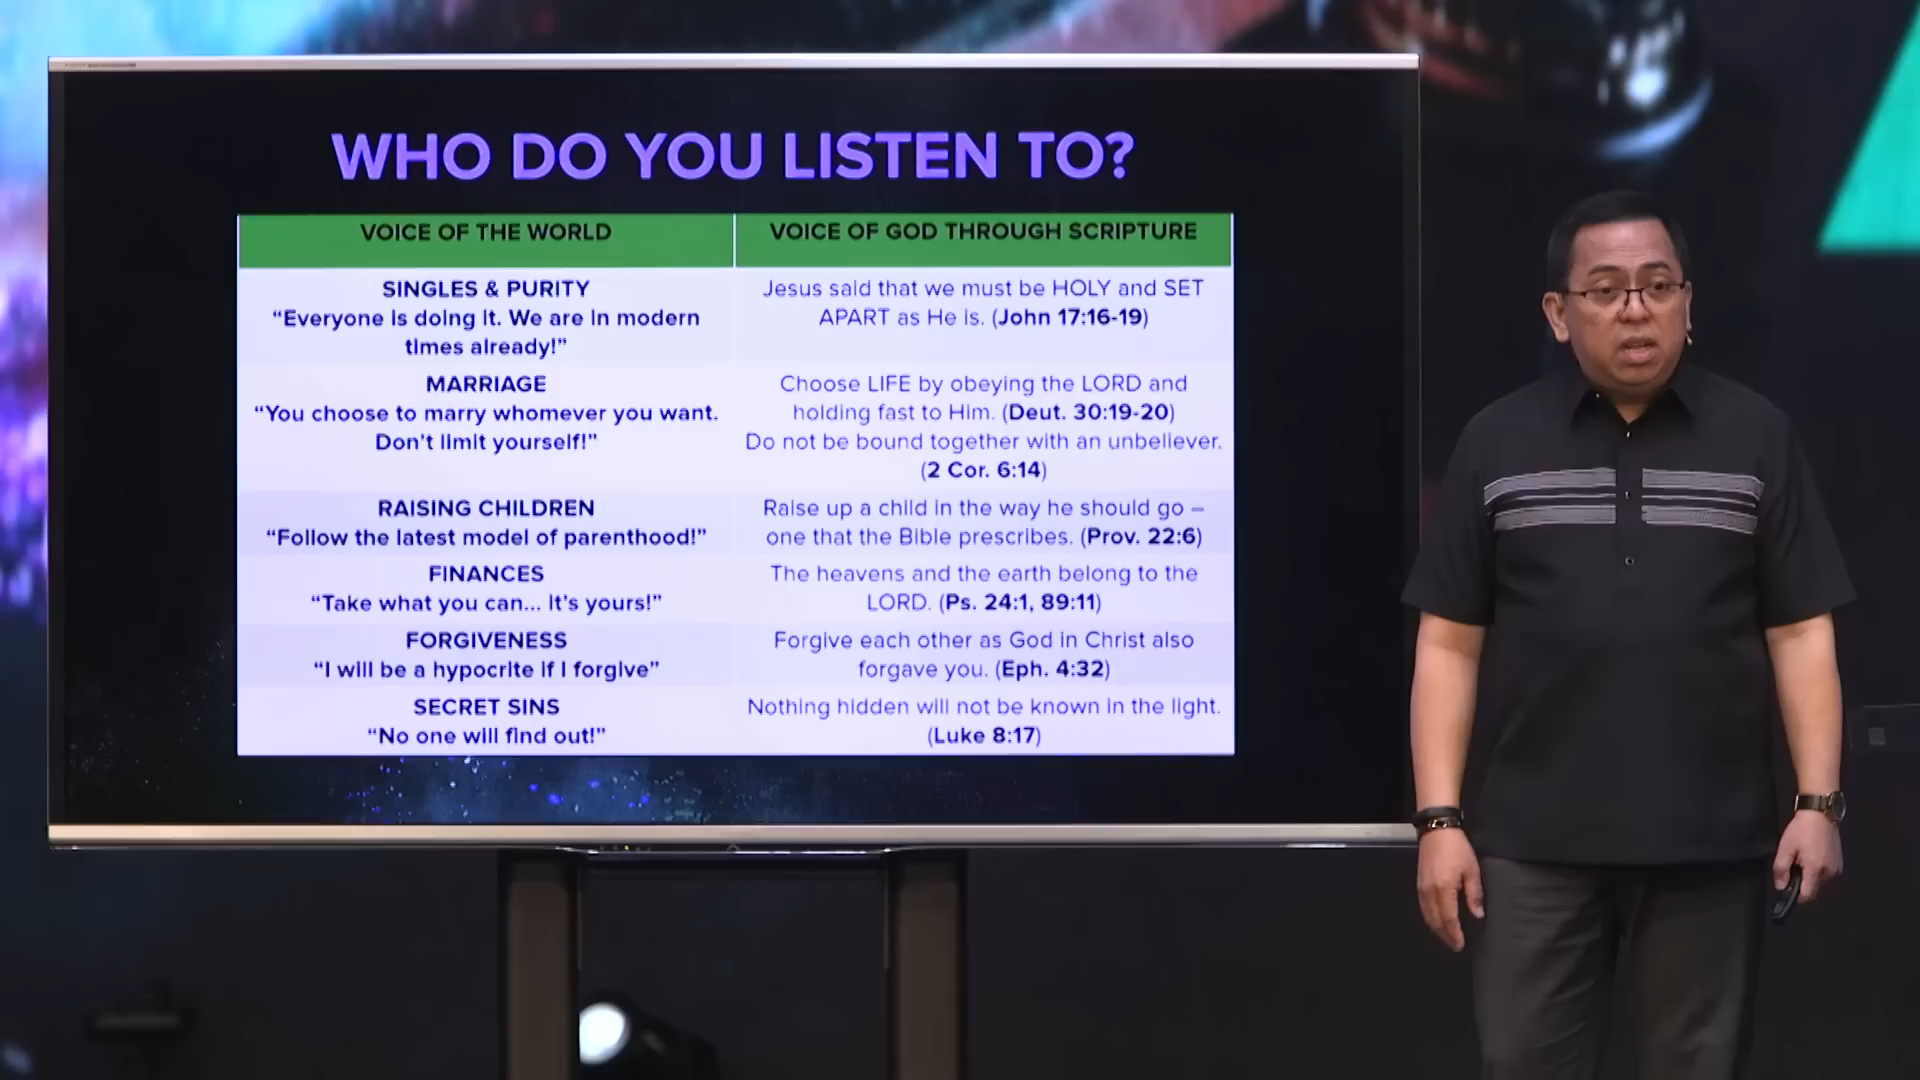 WHO DO YOU LISTEN TO?
VOICE OF THE WORLD
VOICE OF GOD THROUGH SCRIPTURE
SINGLES & PURITY
“Everyone is doing it. We are in modern
times already!”
Jesus said that we must be HOLY and SET
APART as He is. (John 17:16-19)
MARRIAGE
“You choose to marry whomever you want.
Don't limit yourself!”
Choose LIFE by obeying the LORD and
holding fast to Him. (Deut. 30:19-20)
Do not be bound together with an unbeliever.
(2 Cor. 6:14)
RAISING CHILDREN
“Follow the latest model of parenthood!”
Raise up a child in the way he should go –
one that the Bible prescribes. (Prov. 22:6)
FINANCES
“Take what you can... it's yours!”
The heavens and the earth belong to the
LORD. (Ps. 24:1, 89:11)
FORGIVENESS
“I will be a hypocrite if I forgive”
Forgive each other as God in Christ also
forgave you. (Eph. 4:32)
SECRET SINS
“No one will find out!”
Nothing hidden will not be known in the light.
(Luke 8:17)